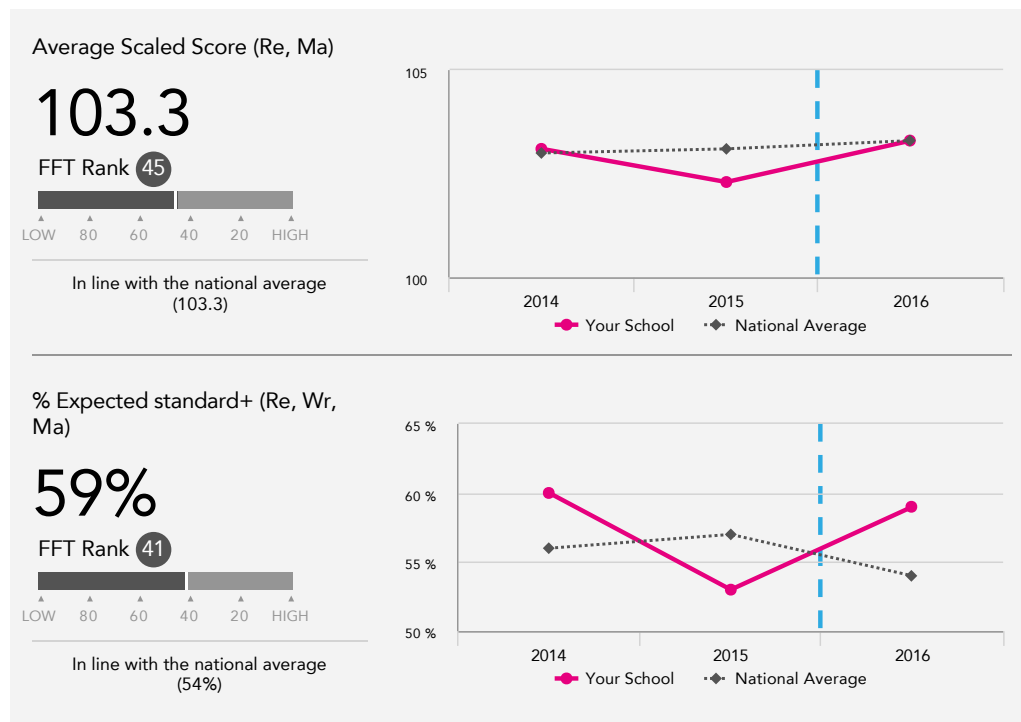 Average Scaled Score (Re, Ma)
103.3
FFT Rank 45
LOW 80 60 40 20 HIGH
In line with the national average
(103.3)
105
100
2014 2015 2016
Your School National Average
% Expected standard+ (Re, Wr,
Ma)
59%
FFT Rank 41
LOW 80 60 40 20 HIGH
In line with the national average
(54%)
65 %
60 %
55 %
50 %
2014 2015 2016
Your School National Average